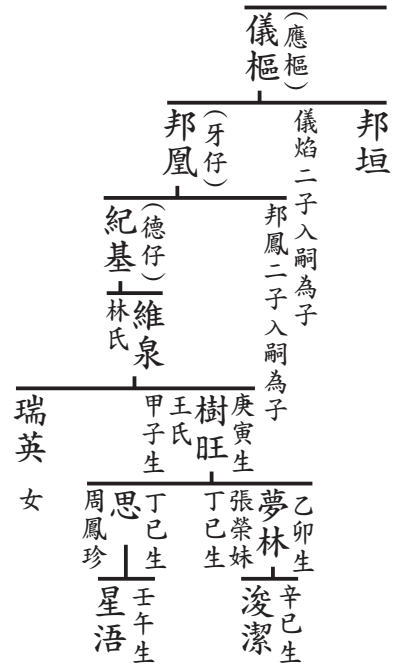 (應樞)
儀樞
邦垣
儀焰二子入嗣為子
(牙仔)
邦凰
邦鳳二子入嗣為子
(德仔)
紀基
維泉
林氏
庚寅生
樹旺
王氏
甲子生
瑞英
女
乙卯生
夢林
張榮妹
丁巳生
丁巳生
思
周鳳珍
辛巳生
浚潔
壬午生
星浯